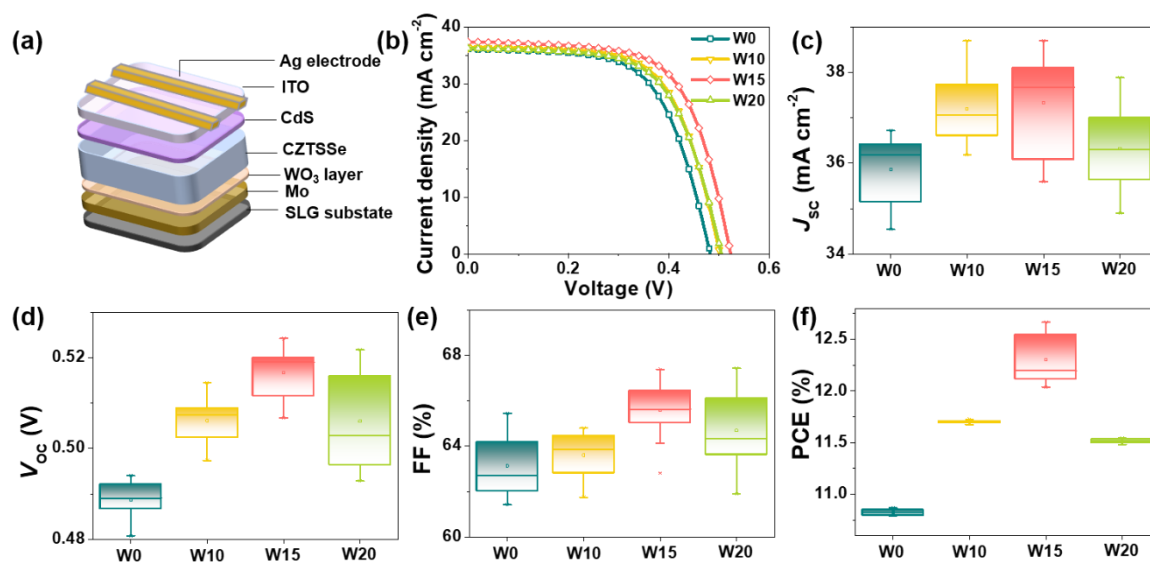 (a)
Ag electrode
ITO
CdS
CZTSSe
WO₃ layer
Mo
SLG substate
(b)
Current density (mA cm⁻²)
40
35
30
25
20
15
10
5
0
0.0
0.2
0.4
0.6
Voltage (V)
W0
W10
W15
W20
(c)
Jsc (mA cm⁻²)
38
36
34
W0
W10
W15
W20
(d)
Voc (V)
0.52
0.50
0.48
W0
W10
W15
W20
(e)
FF (%)
68
64
60
W0
W10
W15
W20
(f)
PCE (%)
12.5
12.0
11.5
11.0
W0
W10
W15
W20